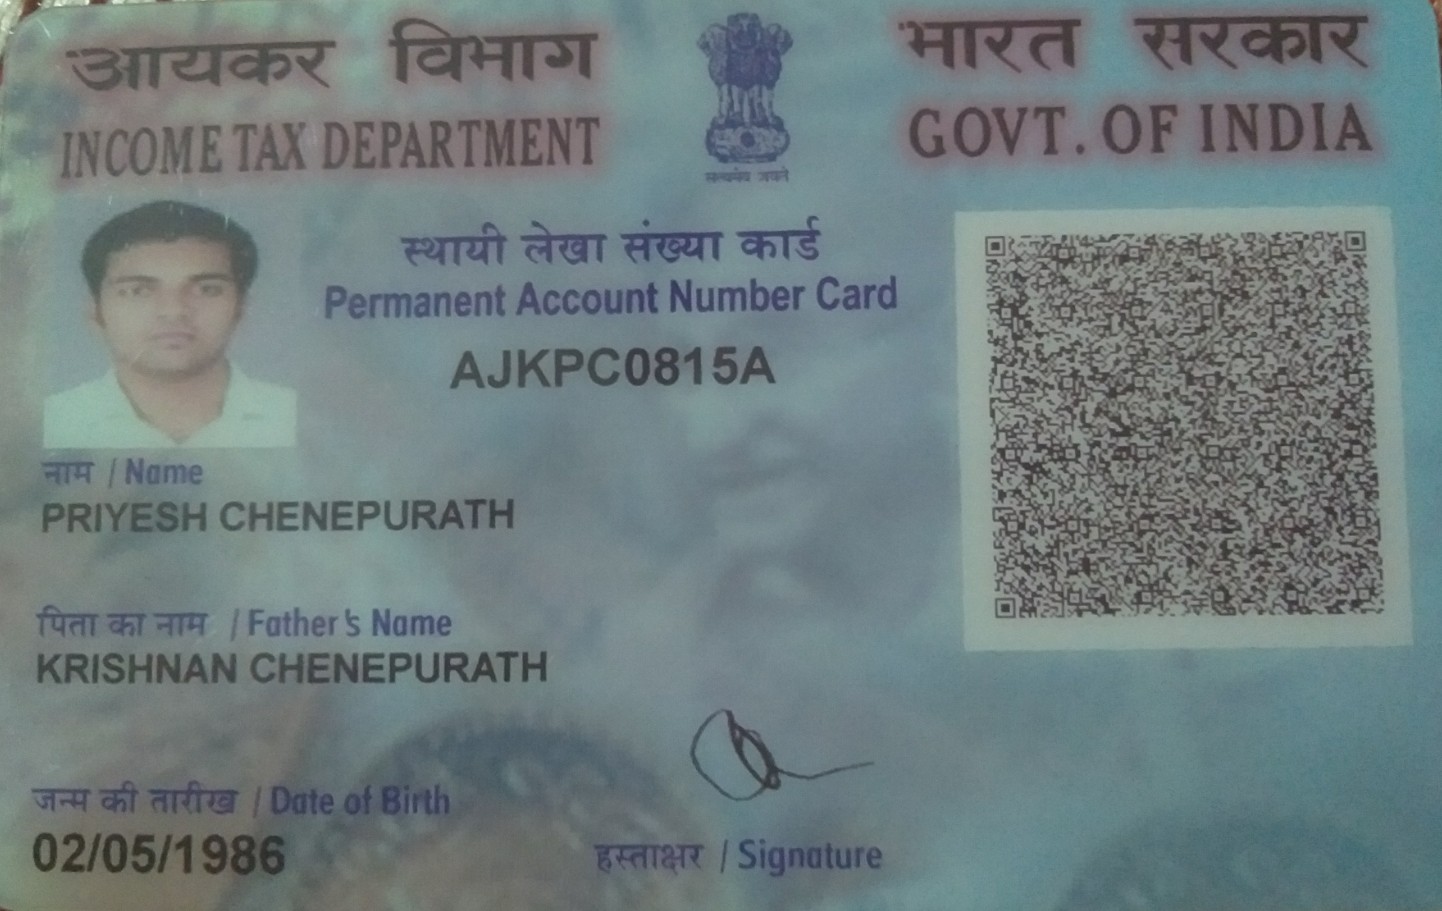 आयकर विभाग
INCOME TAX DEPARTMENT
भारत सरकार
GOVT. OF INDIA
सत्यमेव जयते
स्थायी लेखा संख्या कार्ड
Permanent Account Number Card
AJKPC0815A
नाम / Name
PRIYESH CHENEPURATH
पिता का नाम / Father's Name
KRISHNAN CHENEPURATH
जन्म की तारीख / Date of Birth
02/05/1986
हस्ताक्षर / Signature